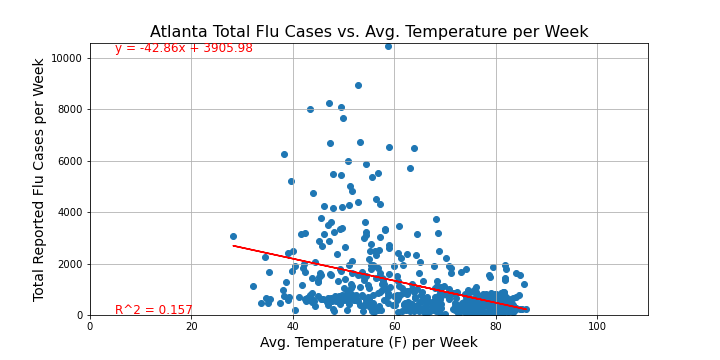 Atlanta Total Flu Cases vs. Avg. Temperature per Week
y = -42.86x + 3905.98
10000
8000
6000
4000
2000
0
Total Reported Flu Cases per Week
R^2 = 0.157
0 20 40 60 80 100
Avg. Temperature (F) per Week